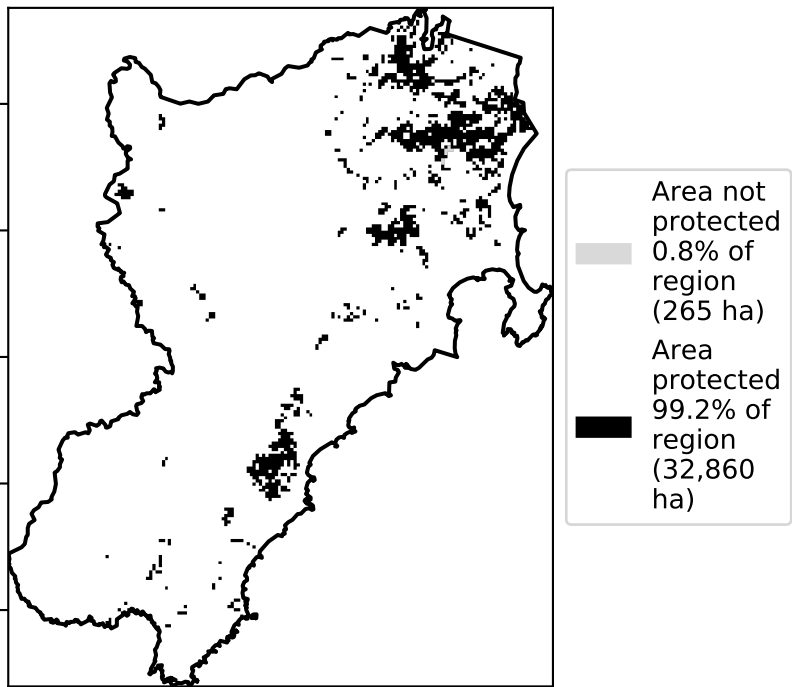 Area not
protected
0.8% of
region
(265 ha)
Area
protected
99.2% of
region
(32,860
ha)